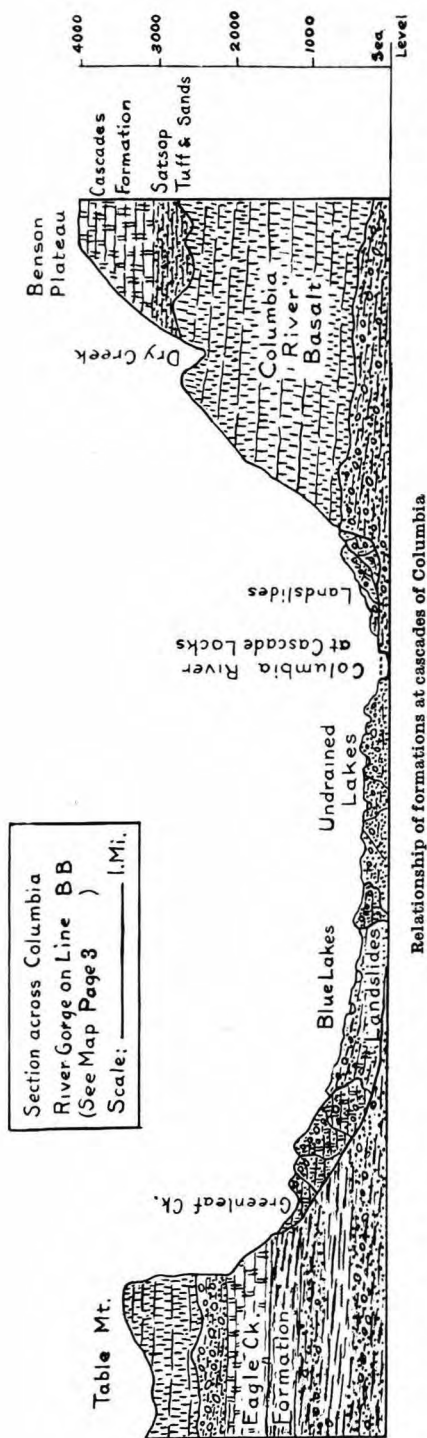 Section across Columbia
River Gorge on Line BB
(See Map Page 3 )
Scale: 1 Mi.
Table Mt.
"Eagle Ck.
Formation"
Greenleaf Ck.
Landslides
Blue Lakes
Undrained
Lakes
Columbia River
at Cascade Locks
Landslides
Dry Creek
Benson
Plateau
Columbia
"River"
Basalt
Cascades
Formation
Satsop
Tuff & Sands
4000
3000
2000
1000
Sea
Level
Relationship of formations at cascades of Columbia